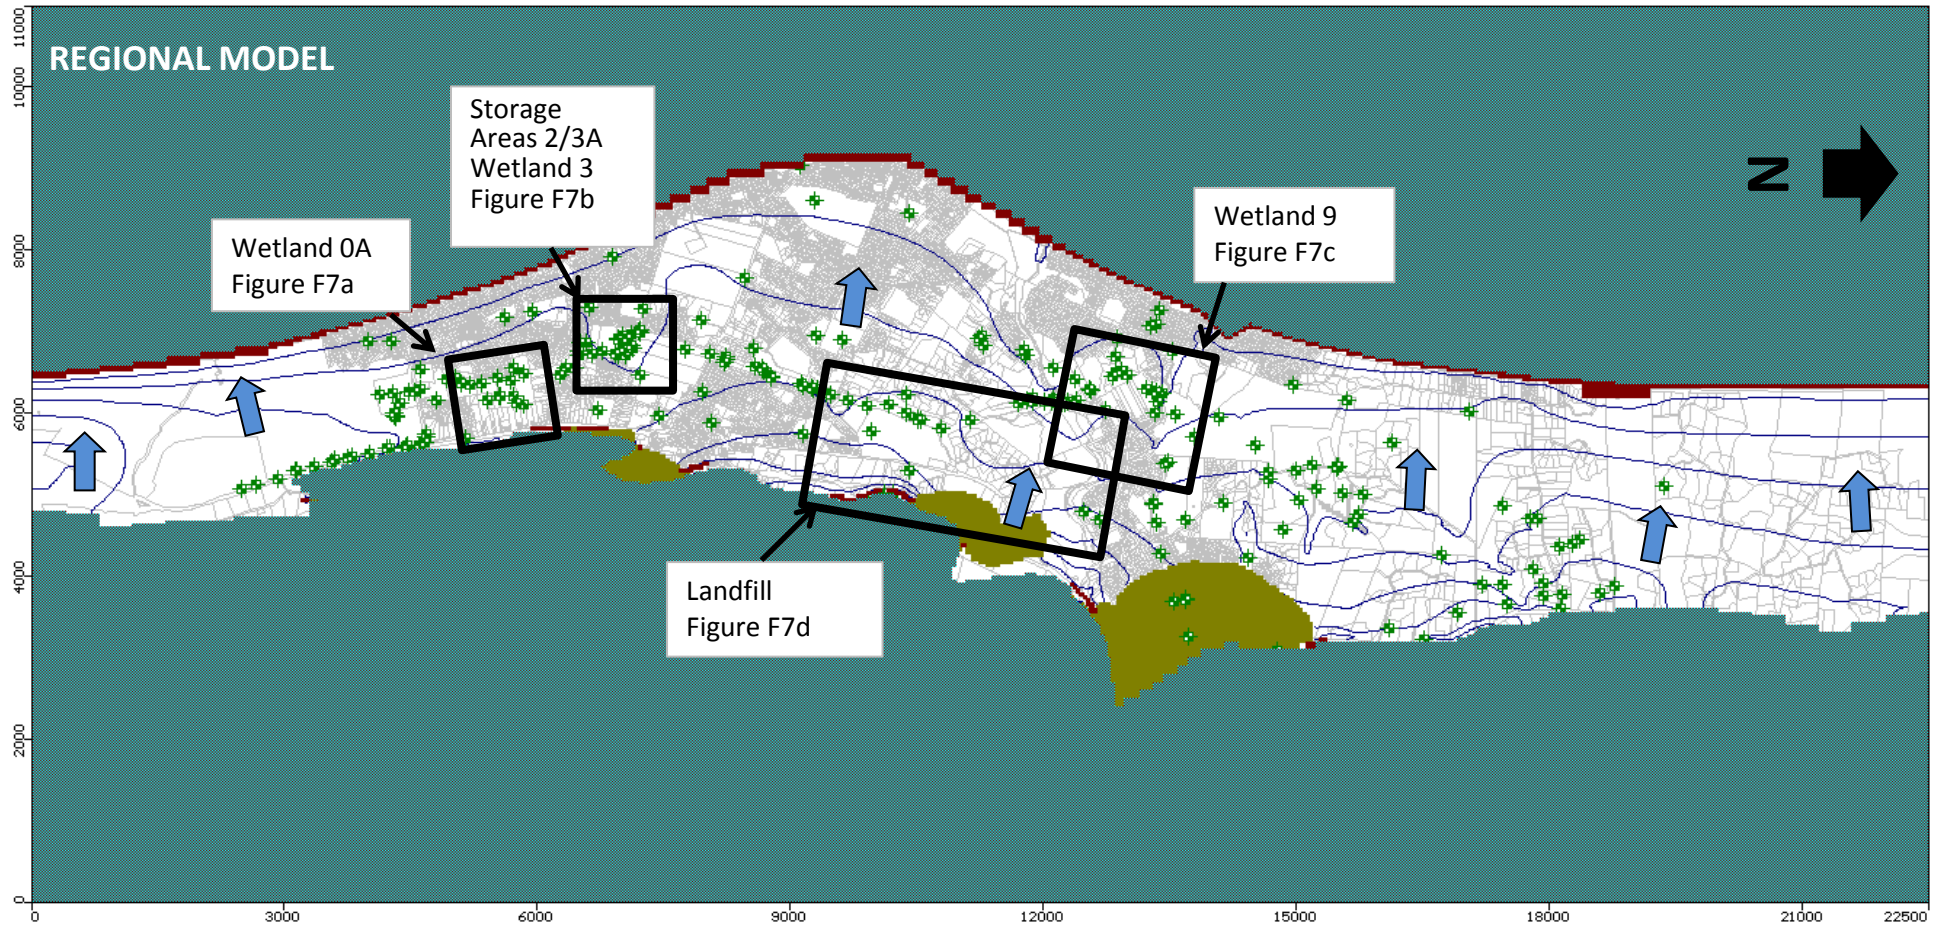 REGIONAL MODEL
Storage
Areas 2/3A
Wetland 3
Figure F7b
Wetland 0A
Figure F7a
Wetland 9
Figure F7c
Landfill
Figure F7d
N
11000
10000
8000
6000
4000
2000
0
0
3000
6000
9000
12000
15000
18000
21000
22500